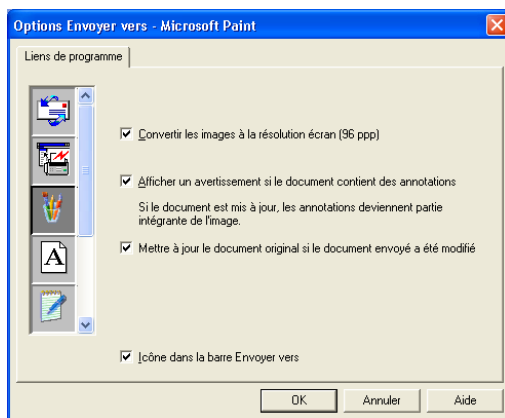 Options Envoyer vers - Microsoft Paint
Liens de programme
Convertir les images à la résolution écran (96 ppp)
Afficher un avertissement si le document contient des annotations
Si le document est mis à jour, les annotations deviennent partie
intégrante de l'image.
Mettre à jour le document original si le document envoyé a été modifié
A
Icône dans la barre Envoyer vers
OK Annuler Aide